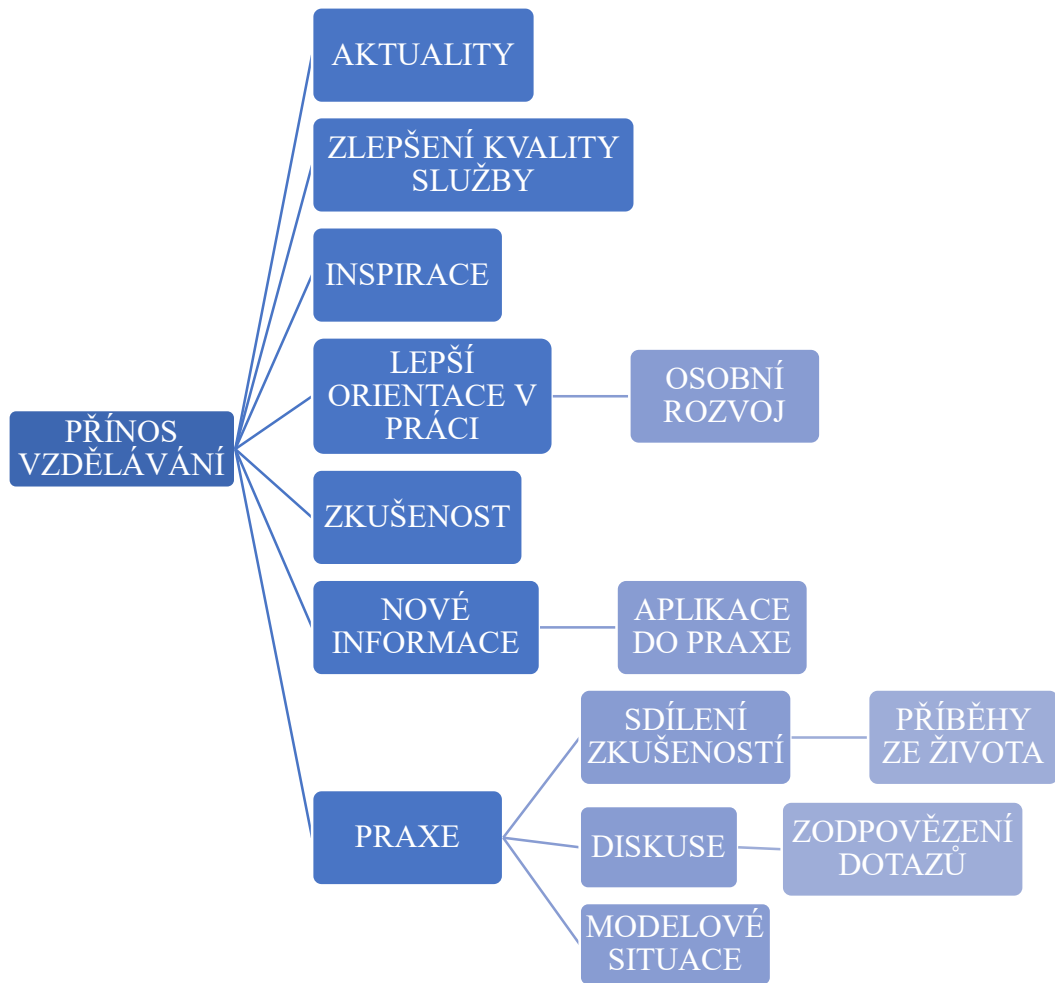 AKTUALITY
ZLEPŠENÍ KVALITY
SLUŽBY
INSPIRACE
LEPŠÍ
ORIENTACE V
PRÁCI
OSOBNÍ
ROZVOJ
PŘÍNOS
VZDĚLÁVÁNÍ
ZKUŠENOST
NOVÉ
INFORMACE
APLIKACE
DO PRAXE
PRAXE
SDÍLENÍ
ZKUŠENOSTÍ
PŘÍBĚHY
ZE ŽIVOTA
DISKUSE
ZODPOVĚZENÍ
DOTAZŮ
MODELOVÉ
SITUACE